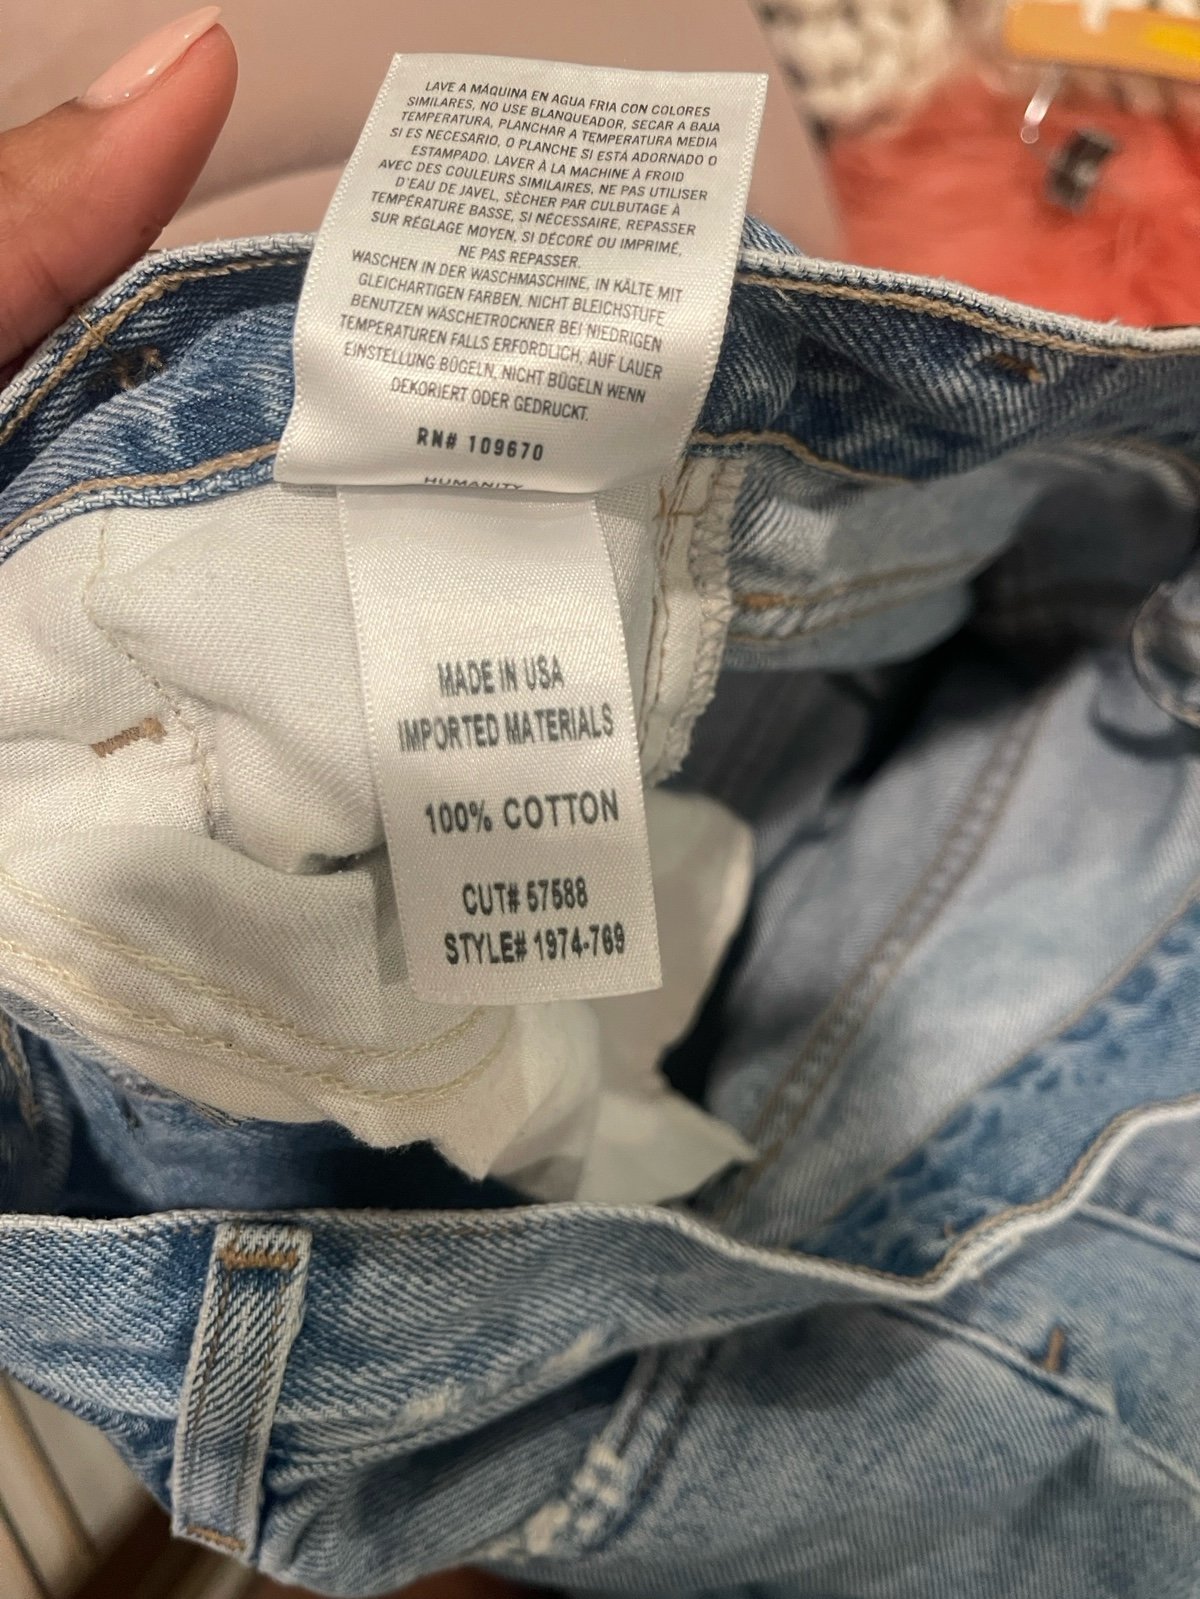 LAVE A MÁQUINA EN AGUA FRIA CON COLORES
SIMILARES, NO USE BLANQUEADOR, SECAR A BAJA
TEMPERATURA, PLANCHAR A TEMPERATURA MEDIA
SI ES NECESARIO, O PLANCHE SI ESTÁ ADORNADO O
ESTAMPADO. LAVER À LA MACHINE À FROID
AVEC DES COULEURS SIMILAIRES, NE PAS UTILISER
D'EAU DE JAVEL, SÈCHER PAR CULBUTAGE À
TEMPÉRATURE BASSE, SI NÉCESSAIRE, REPASSER
SUR RÉGLAGE MOYEN, SI DÉCORÉ OU IMPRIMÉ,
NE PAS REPASSER.
WASCHEN IN DER WASCHMASCHINE, IN KÄLTE MIT
GLEICHARTIGEN FARBEN, NICHT BLEICHSTUFE
BENUTZEN WÄSCHETROCKNER BEI NIEDRIGEN
TEMPERATUREN FALLS ERFORDLICH, AUF LAUER
EINSTELLUNG BÜGELN, NICHT BÜGELN WENN
DEKORIERT ODER GEDRUCKT.
RN# 109670
HUMANITY
MADE IN USA
IMPORTED MATERIALS
100% COTTON
CUT# 57588
STYLE# 1974-769